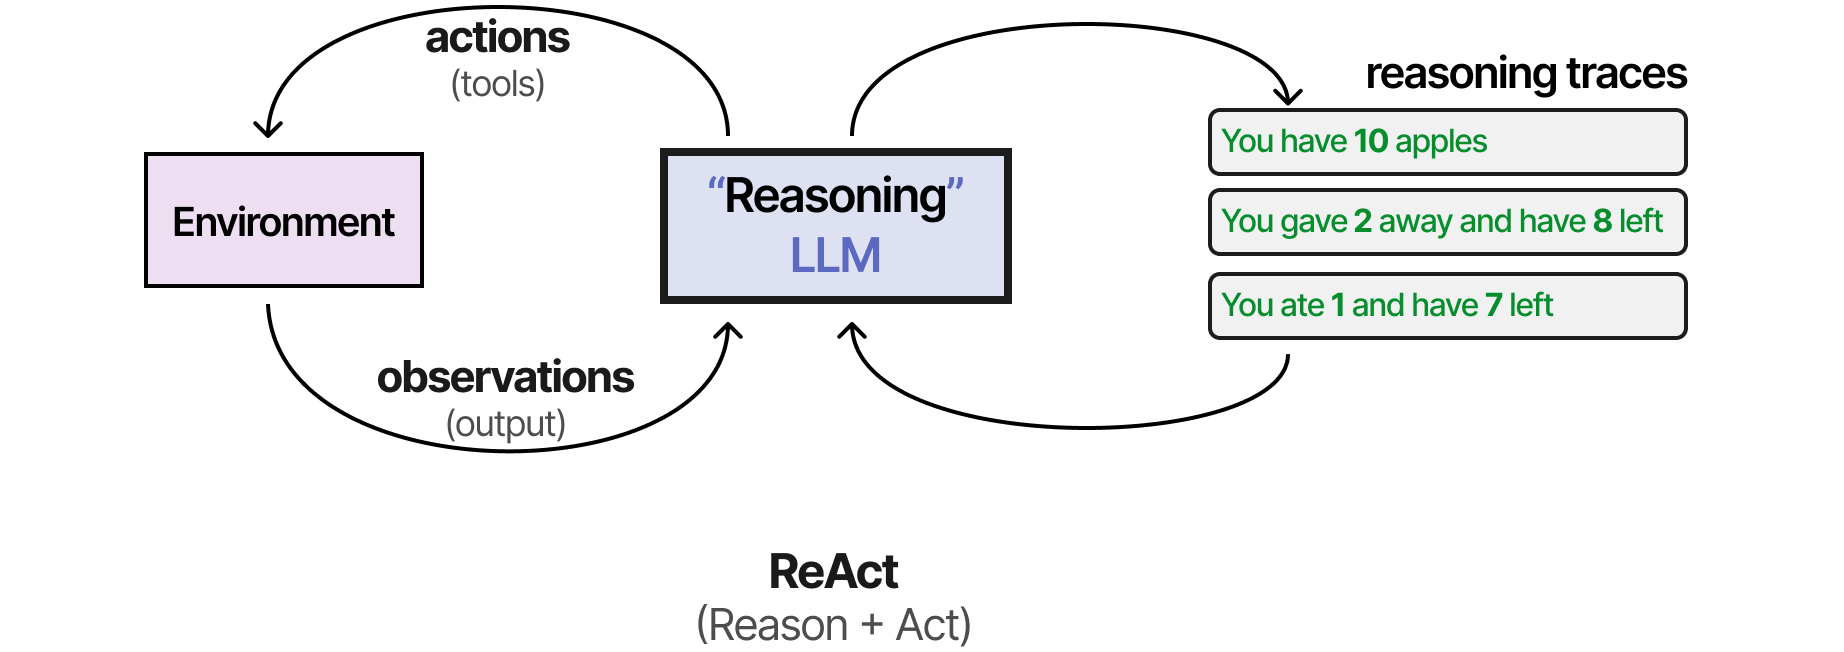 actions
(tools)
reasoning traces
You have 10 apples
You gave 2 away and have 8 left
You ate 1 and have 7 left
Environment
“Reasoning”
LLM
observations
(output)
ReAct
(Reason + Act)